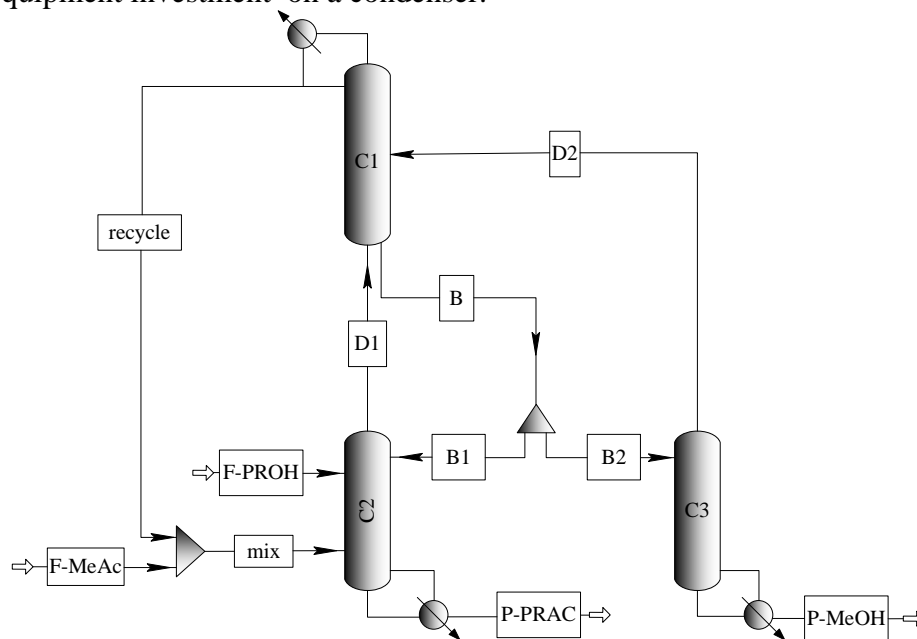 quipment investment on a condenser.
C1
D2
recycle
B
D1
F-PROH
B1
B2
C2
C3
F-MeAc
mix
P-PRAC
P-MeOH